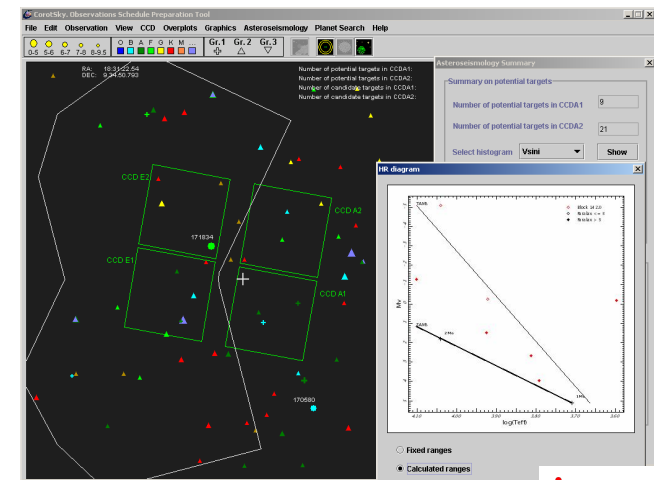 CorotSky. Observations Schedule Preparation Tool
File Edit Observation View CCD Overplots Graphics Asteroseismology Planet Search Help
0-5 5-6 6-7 7-8 8-9.5
O B A F G K M ...
Gr.1 Gr.2 Gr.3
RA: 18:31:22.54
DEC: 9.34:50.793
Number of potential targets in CCDA1:
Number of potential targets in CCDA2:
Number of candidate targets in CCDA1:
Number of candidate targets in CCDA2:
CCD E2
CCD A2
171834
CCD E1
CCD A1
170580
Asteroseismology Summary
Summary on potential targets
Number of potential targets in CCDA1 9
Number of potential targets in CCDA2 21
Select histogram Vsini Show
HR diagram
Mv
log(Teff)
Fixed ranges
Calculated ranges